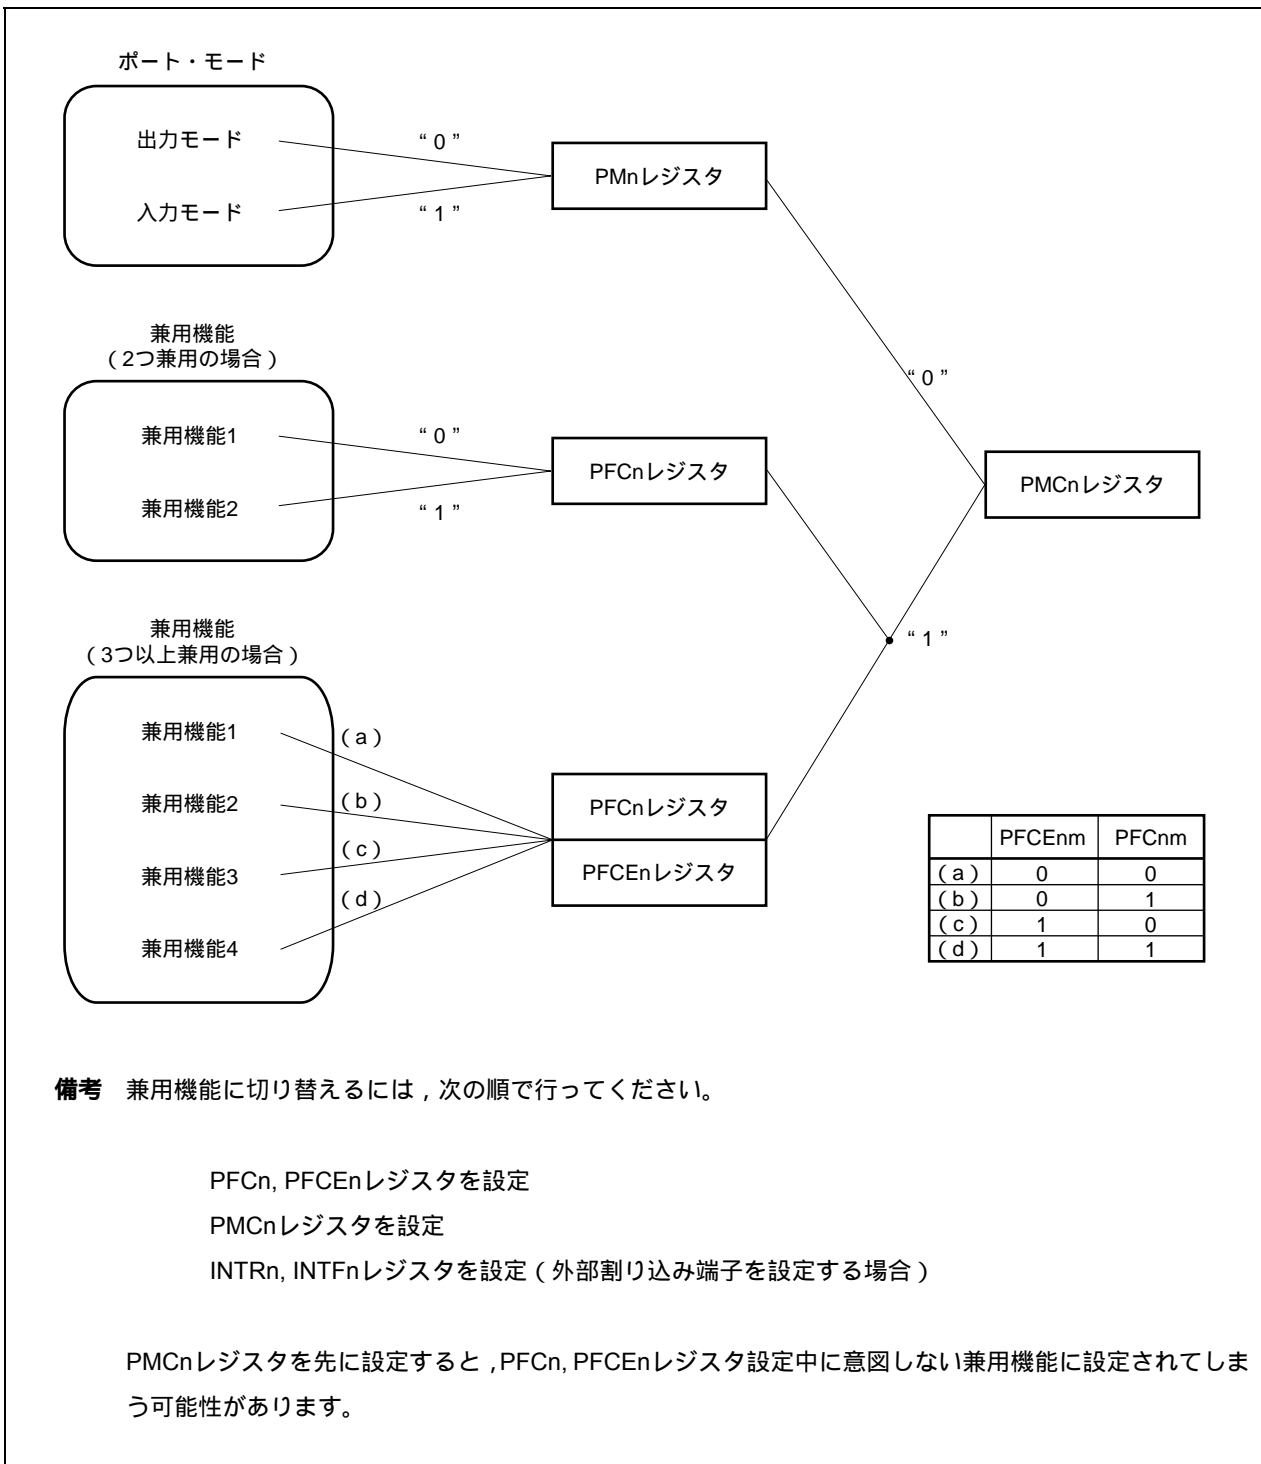 ポート・モード
出力モード
“ 0 ”
PMnレジスタ
入力モード
“ 1 ”
兼用機能
（2つ兼用の場合）
“ 0 ”
兼用機能1
“ 0 ”
PFCnレジスタ
PMCnレジスタ
兼用機能2
“ 1 ”
兼用機能
（3つ以上兼用の場合）
“ 1 ”
兼用機能1
（a）
兼用機能2
（b）
PFCnレジスタ
（c）
兼用機能3
PFCEnレジスタ
（d）
兼用機能4
PFCEnm PFCnm
（a） 0 0
（b） 0 1
（c） 1 0
（d） 1 1
備考 兼用機能に切り替えるには，次の順で行ってください。
PFCn, PFCEnレジスタを設定
PMCnレジスタを設定
INTRn, INTFnレジスタを設定（外部割り込み端子を設定する場合）
PMCnレジスタを先に設定すると，PFCn, PFCEnレジスタ設定中に意図しない兼用機能に設定されてしま
う可能性があります。